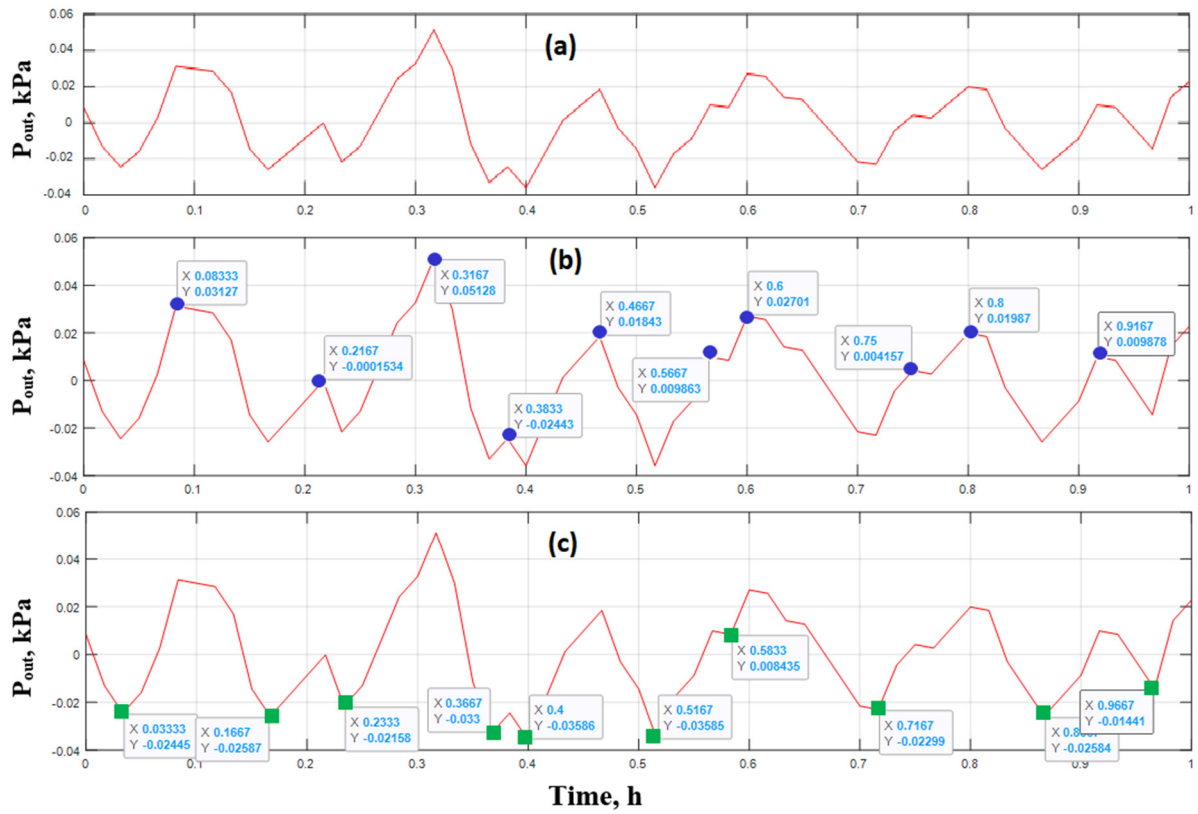 (a)
P_out, kPa
0.06
0.04
0.02
0
-0.02
-0.04
0 0.1 0.2 0.3 0.4 0.5 0.6 0.7 0.8 0.9 1
(b)
P_out, kPa
0.06
0.04
0.02
0
-0.02
-0.04
X 0.08333
Y 0.03127
X 0.2167
Y -0.0001534
X 0.3167
Y 0.05128
X 0.3833
Y -0.02443
X 0.4667
Y 0.01843
X 0.5667
Y 0.009863
X 0.6
Y 0.02701
X 0.75
Y 0.004157
X 0.8
Y 0.01987
X 0.9167
Y 0.009878
0 0.1 0.2 0.3 0.4 0.5 0.6 0.7 0.8 0.9 1
(c)
P_out, kPa
0.06
0.04
0.02
0
-0.02
-0.04
X 0.03333
Y -0.02445
X 0.1667
Y -0.02587
X 0.2333
Y -0.02158
X 0.3667
Y -0.033
X 0.4
Y -0.03586
X 0.5167
Y -0.03585
X 0.5833
Y 0.008435
X 0.7167
Y -0.02299
X
Y -0.02584
X 0.9667
Y -0.01441
0 0.1 0.2 0.3 0.4 0.5 0.6 0.7 0.8 0.9 1
Time, h